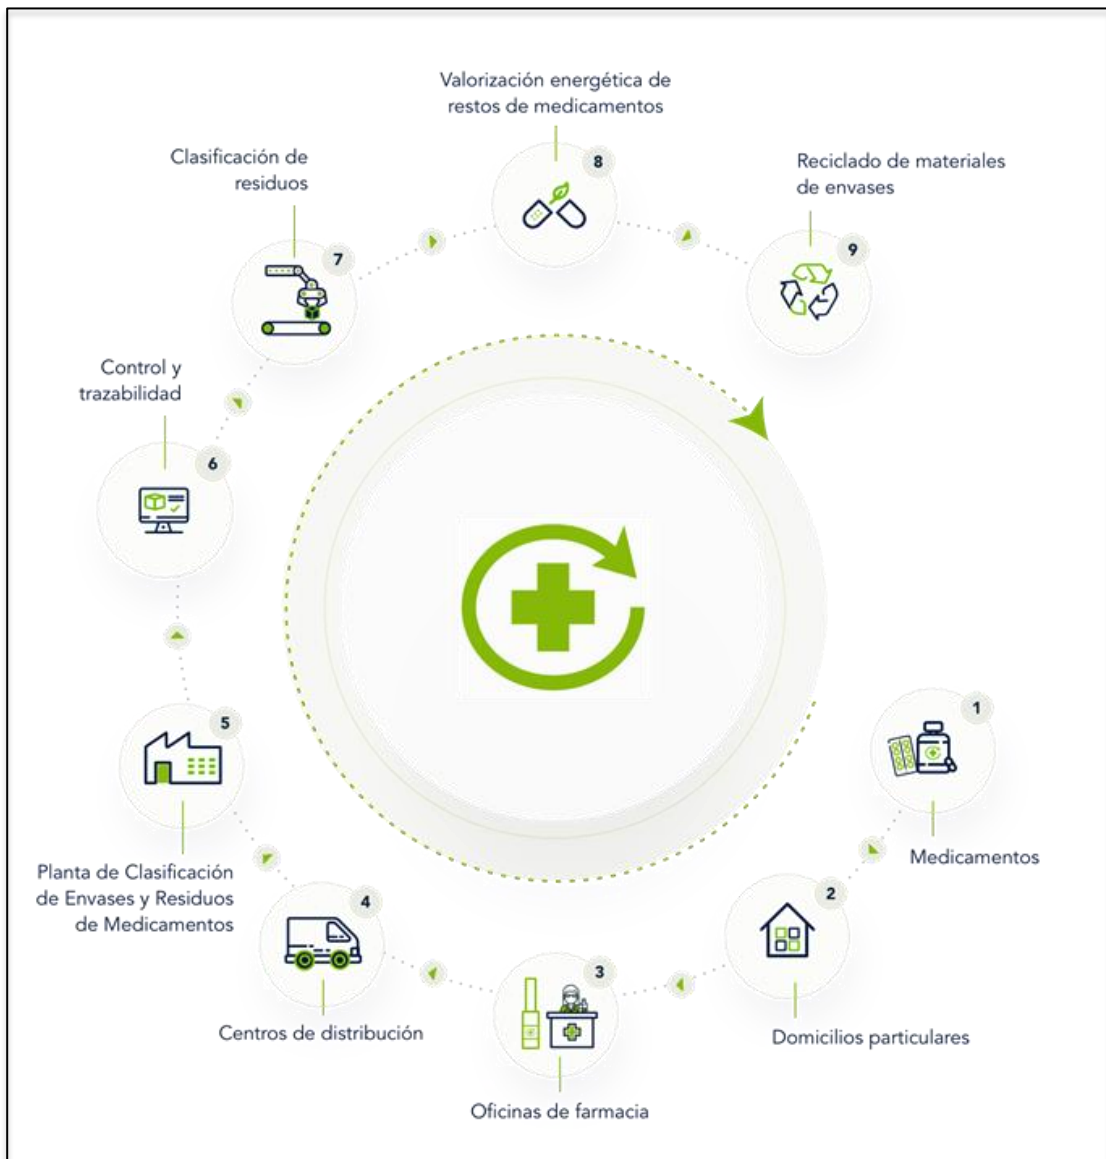 1
Medicamentos
2
Domicilios particulares
3
Oficinas de farmacia
4
Centros de distribución
5
Planta de Clasificación
de Envases y Residuos
de Medicamentos
6
Control y
trazabilidad
7
Clasificación de
residuos
8
Valorización energética de
restos de medicamentos
9
Reciclado de materiales
de envases